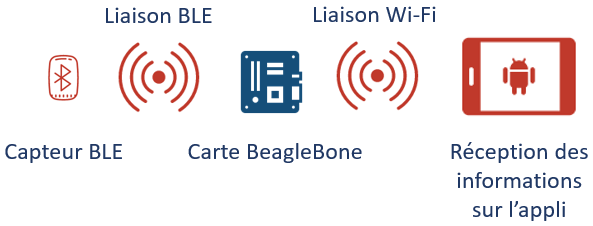 Liaison BLE
Liaison Wi-Fi
Capteur BLE
Carte BeagleBone
Réception des
informations
sur l'appli